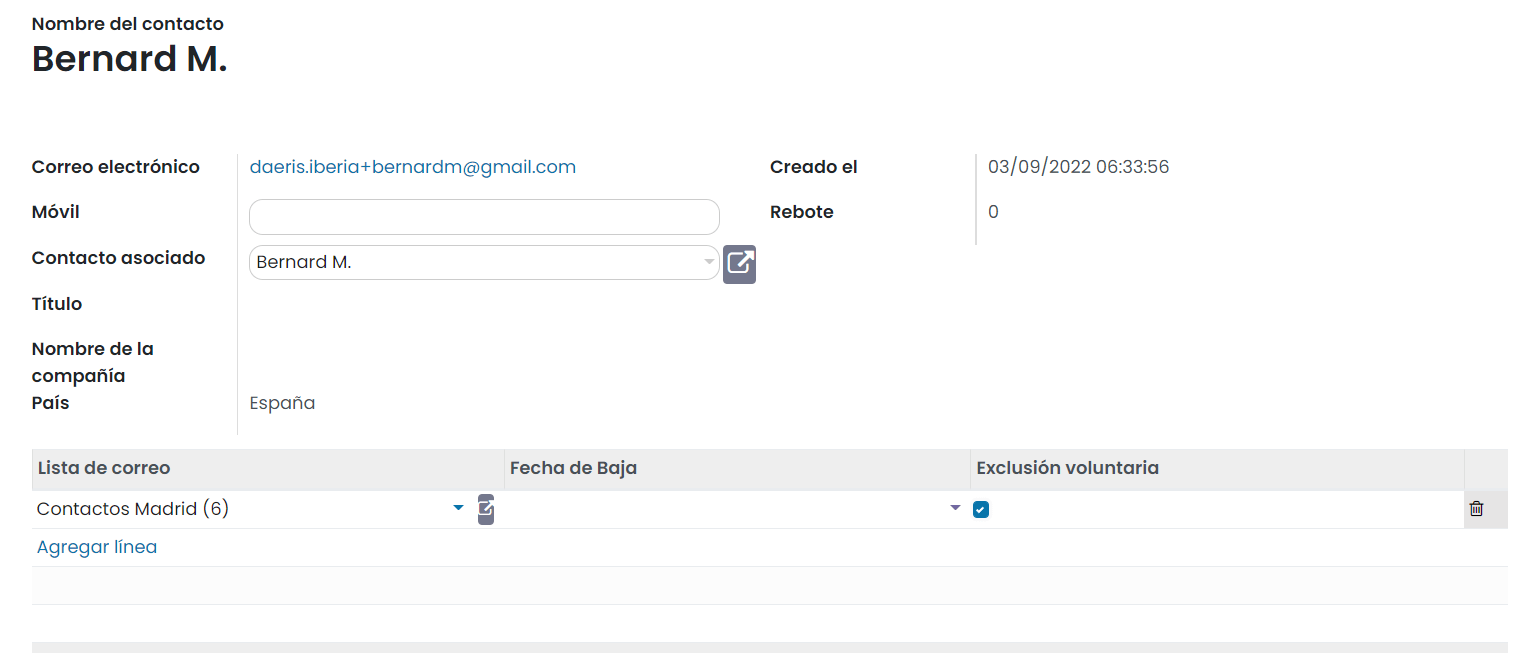 Nombre del contacto
Bernard M.
Correo electrónico
daeris.iberia+bernardm@gmail.com
Creado el
03/09/2022 06:33:56
Móvil
Rebote
0
Contacto asociado
Bernard M.
Título
Nombre de la
compañía
País
España
Lista de correo
Fecha de Baja
Exclusión voluntaria
Contactos Madrid (6)
Agregar línea